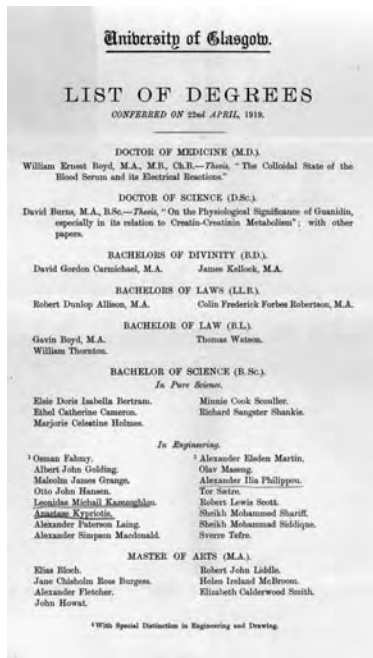 University of Glasgow.
LIST OF DEGREES
CONFERRED ON 22nd APRIL, 1919.
DOCTOR OF MEDICINE (M.D.).
William Ernest Boyd, M.A., M.B., Ch.B.—Thesis, "The Colloidal State of the
Blood Serum and its Electrical Reactions."
DOCTOR OF SCIENCE (D.Sc.).
David Burns, M.A., B.Sc.—Thesis, "On the Physiological Significance of Guanidin,
especially in its relation to Creatin-Creatinin Metabolism"; with other
papers.
BACHELORS OF DIVINITY (B.D.).
David Gordon Carmichael, M.A.
James Kellock, M.A.
BACHELORS OF LAWS (LL.B.).
Robert Dunlop Allison, M.A.
Colin Frederick Forbes Robertson, M.A.
BACHELOR OF LAW (B.L.).
Gavin Boyd, M.A.
William Thornton.
Thomas Watson.
BACHELOR OF SCIENCE (B.Sc.).
In Pure Science.
Elsie Doris Isabella Bertram.
Ethel Catherine Cameron.
Marjorie Celestine Holmes.
Minnie Cook Scouller.
Richard Sangster Shankie.
In Engineering.
1 Osman Fahmy.
Albert John Golding.
Malcolm James Grange.
Otto John Hansen.
Leonidas Michail
Anastase Kypriotis.
Alexander Paterson Laing.
Alexander Simpson Macdonald.
1 Alexander Elsden Martin.
Olav Maseng.
Alexander Ilia Philippou.
Tor Sætre.
Robert Lewis Scott.
Sheikh Mohammed Shariff.
Sheikh Mohammad Siddique.
Sverre Tefre.
MASTER OF ARTS (M.A.).
Elias Bloch.
Jane Chisholm Ross Burgess.
Alexander Fletcher.
John Howat.
Robert John Liddle.
Helen Ireland McBroom.
Elizabeth Calderwood Smith.
1 With Special Distinction in Engineering and Drawing.